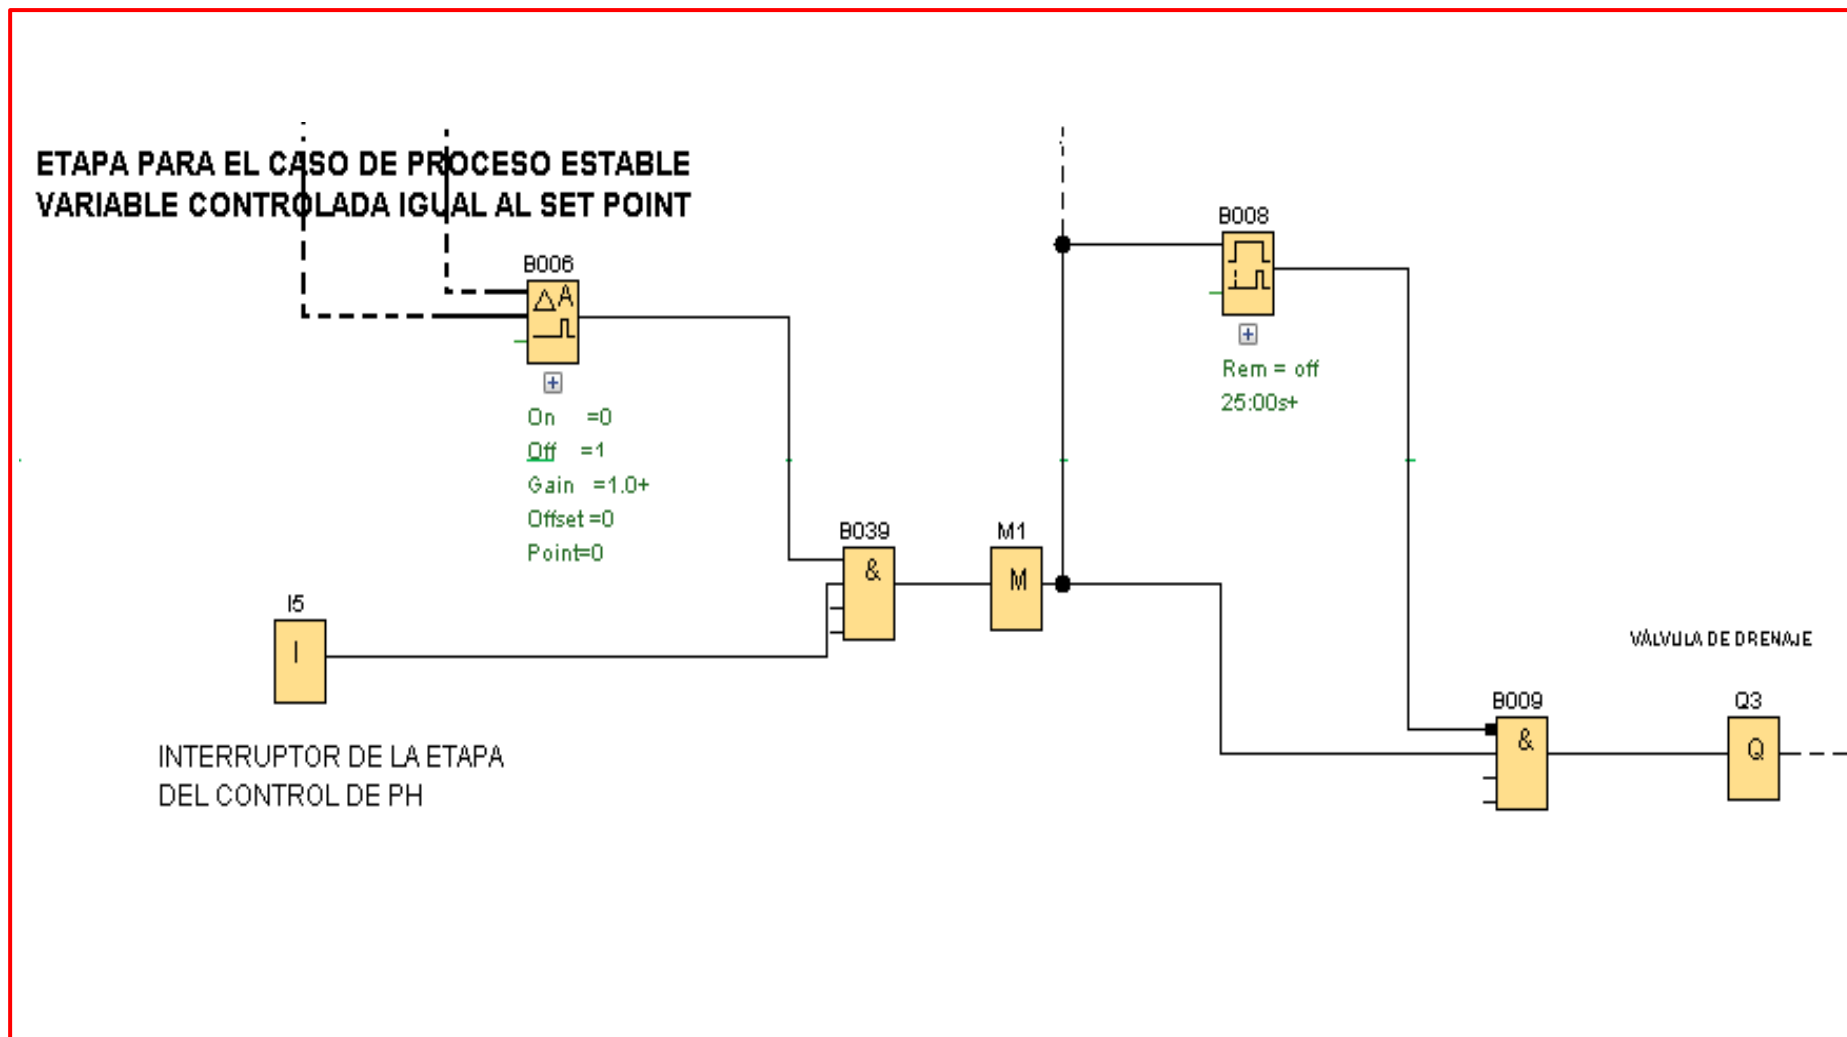 ETAPA PARA EL CASO DE PROCESO ESTABLE
VARIABLE CONTROLADA IGUAL AL SET POINT
B006
ΔA
On =0
Off =1
Gain =1.0+
Offset=0
Point=0
B008
Rem = off
25:00s+
B039
&
M1
M
I5
I
INTERRUPTOR DE LA ETAPA
DEL CONTROL DE PH
VÁLVULA DE DRENAJE
B009
&
Q3
Q